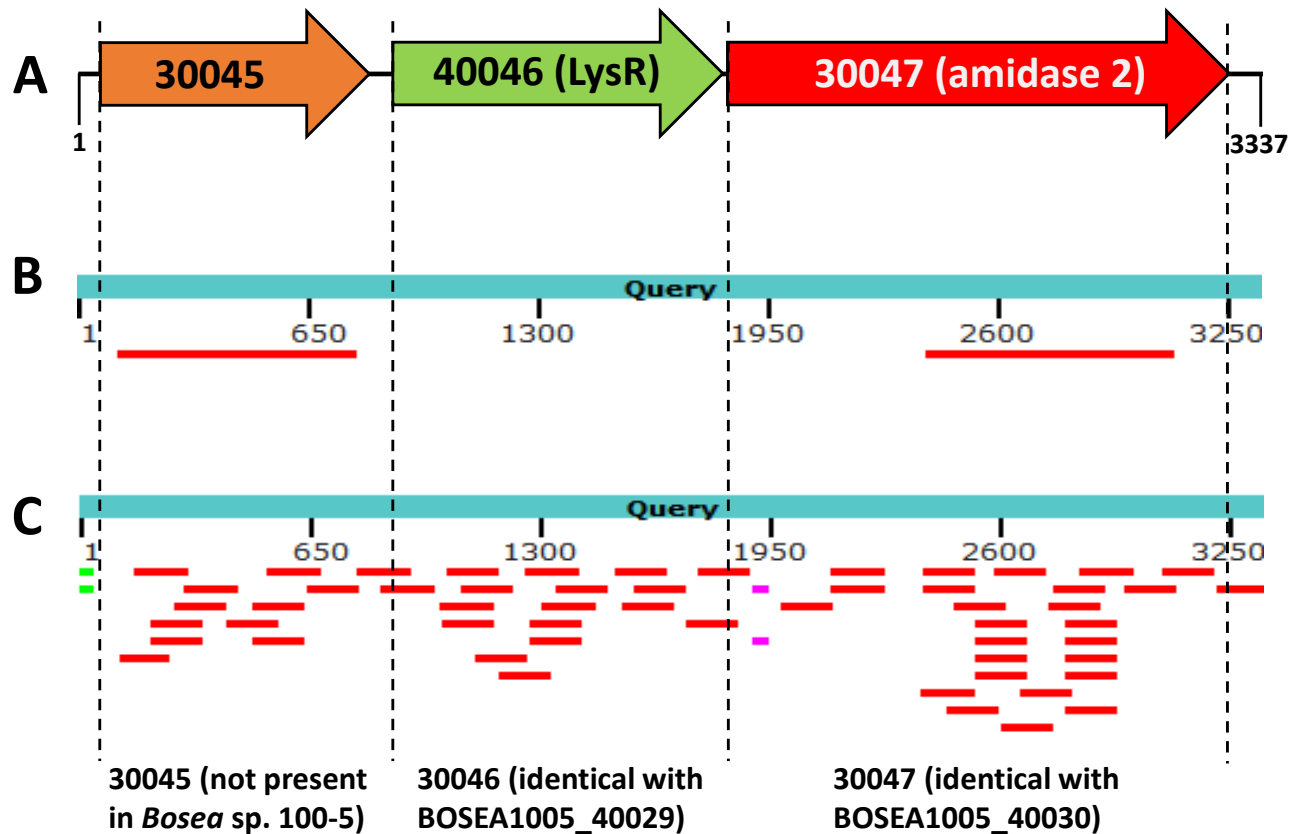 A
30045
40046 (LysR)
30047 (amidase 2)
1
3337
B
Query
1 650 1300 1950 2600 3250
C
Query
1 650 1300 1950 2600 3250
30045 (not present
in Bosea sp. 100-5)
30046 (identical with
BOSEA1005_40029)
30047 (identical with
BOSEA1005_40030)